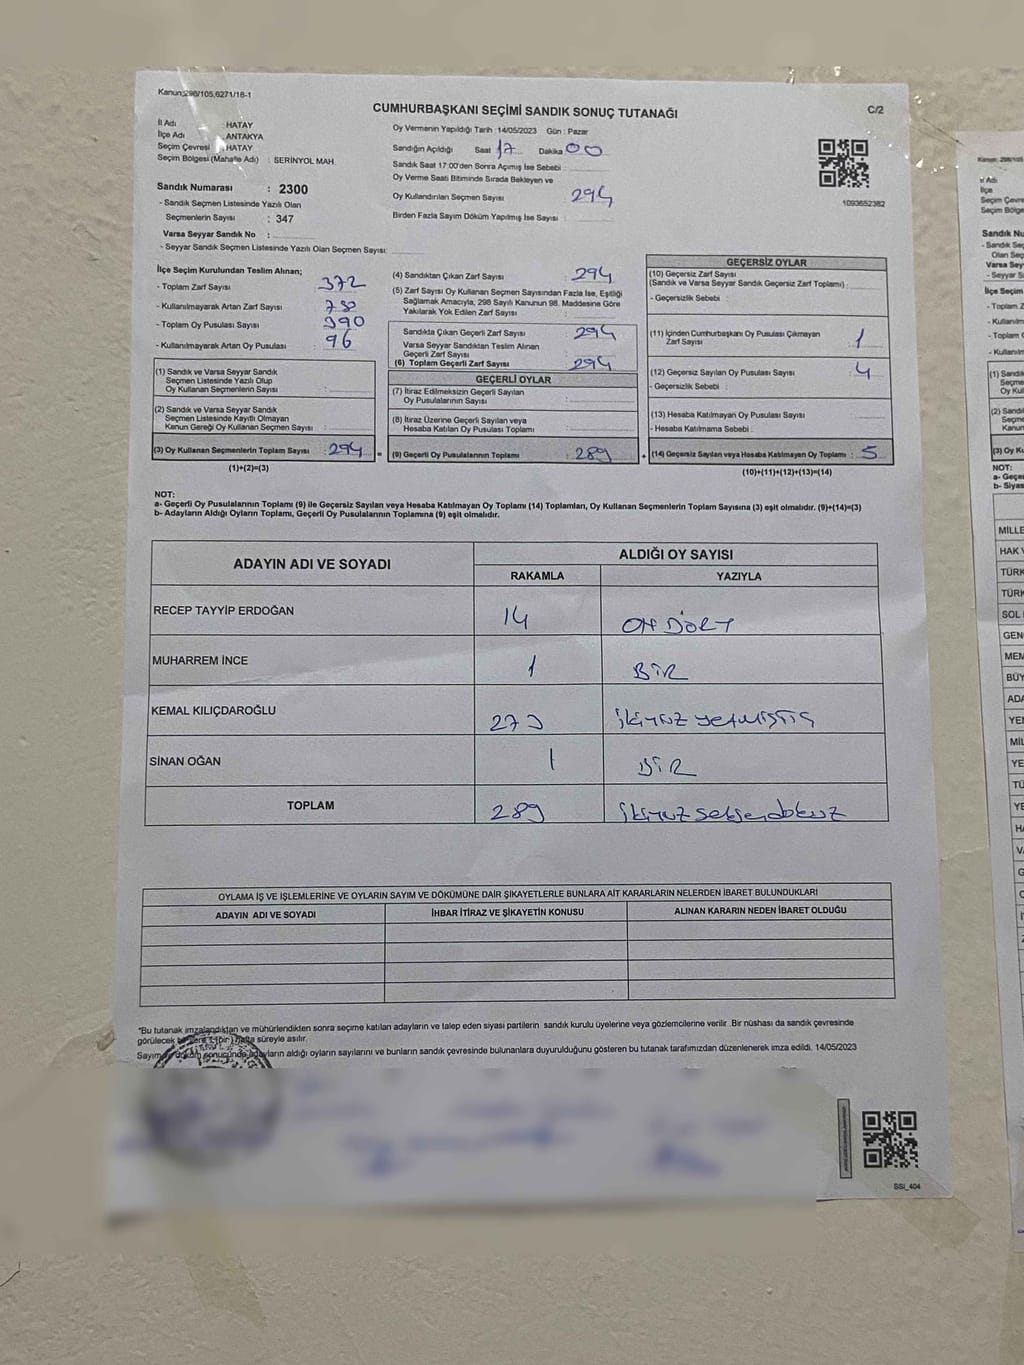 Kanun:298/105,6271/18-1
CUMHURBAŞKANI SEÇİMİ SANDIK SONUÇ TUTANAĞI
C/2
İl Adı HATAY
İlçe Adı ANTAKYA
Seçim Çevresi HATAY
Seçim Bölgesi (Mahalle Adı) : SERİNYOL MAH.
Sandık Numarası : 2300
- Sandık Seçmen Listesinde Yazılı Olan
Seçmenlerin Sayısı : 347
Varsa Seyyar Sandık No :
- Seyyar Sandık Seçmen Listesinde Yazılı Olan Seçmen Sayısı:
Oy Vermenin Yapıldığı Tarih :14/05/2023 Gün : Pazar
Sandığın Açıldığı Saat 17 Dakika 00
Sandık Saat 17:00'den Sonra Açımış İse Sebebi :
Oy Verme Saati Bitiminde Sırada Bekleyen ve
Oy Kullandırılan Seçmen Sayısı 294
Birden Fazla Sayım Döküm Yapılmış İse Sayısı :
1093652382
İlçe Seçim Kurulundan Teslim Alınan;
- Toplam Zarf Sayısı 372
- Kullanılmayarak Artan Zarf Sayısı
- Toplam Oy Pusulası Sayısı 390
- Kullanılmayarak Artan Oy Pusulası 96
(1) Sandık ve Varsa Seyyar Sandık
Seçmen Listesinde Yazılı Olup
Oy Kullanan Seçmenlerin Sayısı :
(2) Sandık ve Varsa Seyyar Sandık
Seçmen Listesinde Kayıtlı Olmayan
Kanun Gereği Oy Kullanan Seçmen Sayısı :
(3) Oy Kullanan Seçmenlerin Toplam Sayısı : 294
(1)+(2)=(3)
(4) Sandıktan Çıkan Zarf Sayısı : 294
(5) Zarf Sayısı Oy Kullanan Seçmen Sayısından Fazla İse, Eşitliği
Sağlamak Amacıyla, 298 Sayılı Kanunun 98. Maddesine Göre
Yakılarak Yok Edilen Zarf Sayısı :
Sandıkta Çıkan Geçerli Zarf Sayısı : 294
Varsa Seyyar Sandıktan Teslim Alınan
Geçerli Zarf Sayısı :
(6) Toplam Geçerli Zarf Sayısı : 294
GEÇERLİ OYLAR
(7) İtiraz Edilmeksizin Geçerli Sayılan
Oy Pusulalarının Sayısı :
(8) İtiraz Üzerine Geçerli Sayılan veya
Hesaba Katılan Oy Pusulası Toplamı :
(9) Geçerli Oy Pusulalarının Toplamı : 289
GEÇERSİZ OYLAR
(10) Geçersiz Zarf Sayısı
(Sandık ve Varsa Seyyar Sandık Geçersiz Zarf Toplamı) :
- Geçersizlik Sebebi :
(11) İçinden Cumhurbaşkanı Oy Pusulası Çıkmayan
Zarf Sayısı : 1
(12) Geçersiz Sayılan Oy Pusulası Sayısı : 4
- Geçersizlik Sebebi :
(13) Hesaba Katılmayan Oy Pusulası Sayısı :
- Hesaba Katılmama Sebebi :
(14) Geçersiz Sayılan veya Hesaba Katılmayan Oy Toplamı : 5
(10)+(11)+(12)+(13)=(14)
NOT:
a- Geçerli Oy Pusulalarının Toplamı (9) ile Geçersiz Sayılan veya Hesaba Katılmayan Oy Toplamı (14) Toplamları, Oy Kullanan Seçmenlerin Toplam Sayısına (3) eşit olmalıdır. (9)+(14)=(3)
b- Adayların Aldığı Oyların Toplamı, Geçerli Oy Pusulalarının Toplamına (9) eşit olmalıdır.
ADAYIN ADI VE SOYADI ALDIĞI OY SAYISI
RAKAMLA YAZIYLA
RECEP TAYYİP ERDOĞAN 14 ON DÖRT
MUHARREM İNCE 1 BİR
KEMAL KILIÇDAROĞLU 273 ikiyüz yetmişüç
SİNAN OĞAN 1 BİR
TOPLAM 289 ikiyüz seksendokuz
OYLAMA İŞ VE İŞLEMLERİNE VE OYLARIN SAYIM VE DÖKÜMÜNE DAİR ŞİKAYETLERLE BUNLARA AİT KARARLARIN NELERDEN İBARET BULUNDUKLARI
ADAYIN ADI VE SOYADI İHBAR İTİRAZ VE ŞİKAYETİN KONUSU ALINAN KARARIN NEDEN İBARET OLDUĞU
*Bu tutanak imzalandıktan ve mühürlendikten sonra seçime katılan adayların ve talep eden siyasi partilerin sandık kurulu üyelerine veya gözlemcilerine verilir .Bir nüshası da sandık çevresinde
görülecek bir yere 1 (bir) hafta süreyle asılır.
Sayım ve döküm sonucunda adayların aldığı oyların sayılarını ve bunların sandık çevresinde bulunanlara duyurulduğunu gösteren bu tutanak tarafımızdan düzenlenerek imza edildi. 14/05/2023
SSI_404